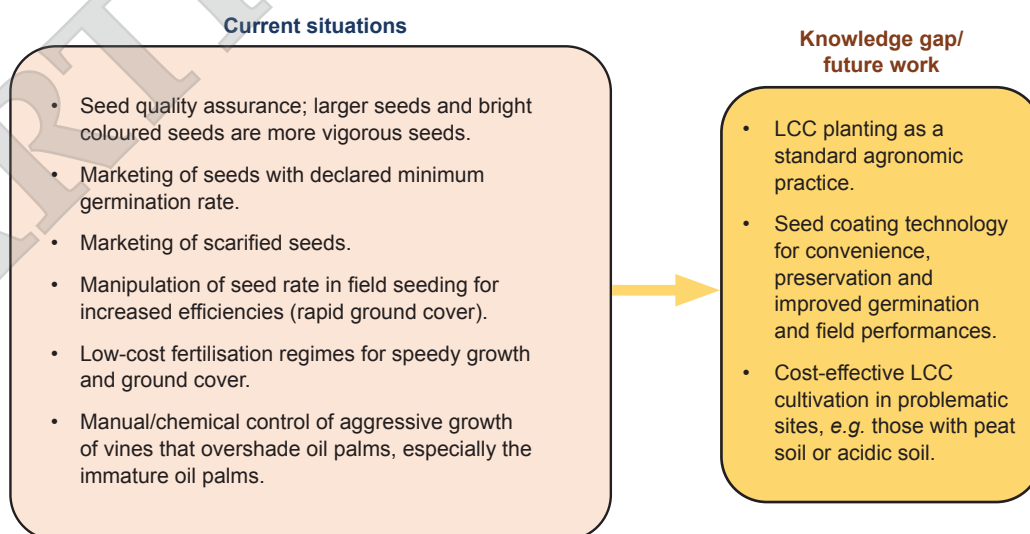 Current situations
• Seed quality assurance; larger seeds and bright
coloured seeds are more vigorous seeds.
• Marketing of seeds with declared minimum
germination rate.
• Marketing of scarified seeds.
• Manipulation of seed rate in field seeding for
increased efficiencies (rapid ground cover).
• Low-cost fertilisation regimes for speedy growth
and ground cover.
• Manual/chemical control of aggressive growth
of vines that overshade oil palms, especially the
immature oil palms.
Knowledge gap/
future work
• LCC planting as a
standard agronomic
practice.
• Seed coating technology
for convenience,
preservation and
improved germination
and field performances.
• Cost-effective LCC
cultivation in problematic
sites, e.g. those with peat
soil or acidic soil.